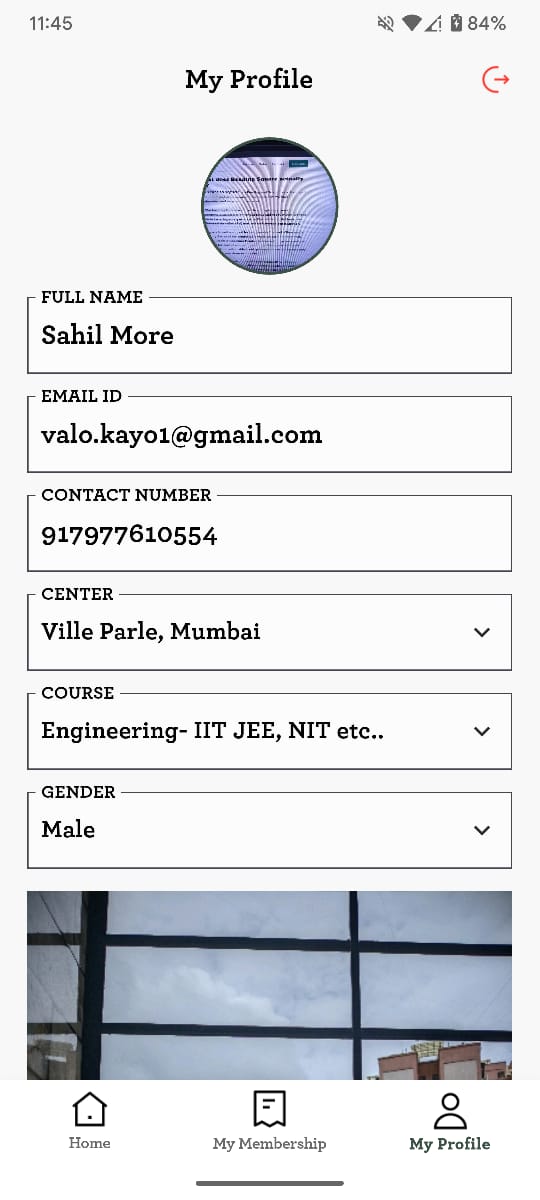 11:45
84%
My Profile
FULL NAME
Sahil More
EMAIL ID
valo.kayo1@gmail.com
CONTACT NUMBER
917977610554
CENTER
Ville Parle, Mumbai
COURSE
Engineering- IIT JEE, NIT etc..
GENDER
Male
Home
My Membership
My Profile